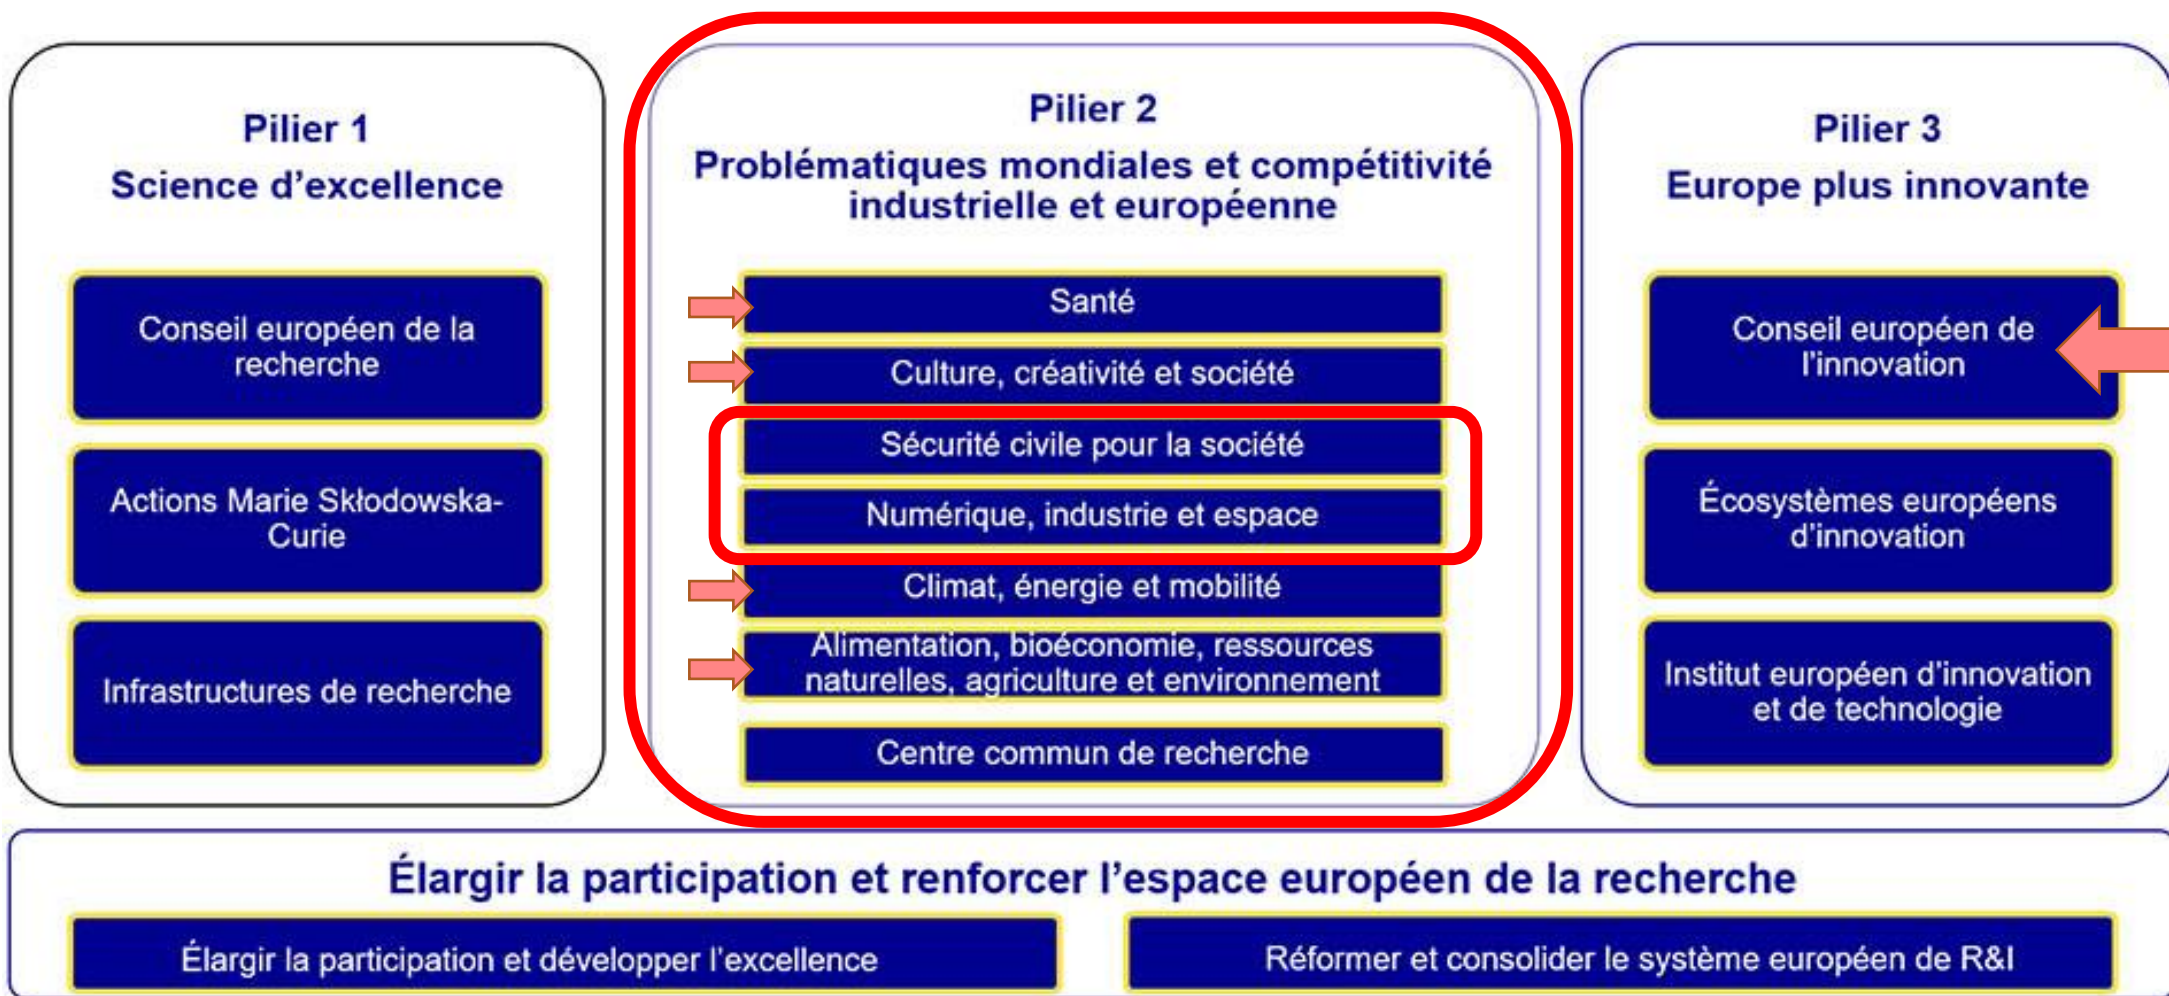 Pilier 1
Science d'excellence
Conseil européen de la
recherche
Actions Marie Skłodowska-
Curie
Infrastructures de recherche
Pilier 2
Problématiques mondiales et compétitivité
industrielle et européenne
Santé
Culture, créativité et société
Sécurité civile pour la société
Numérique, industrie et espace
Climat, énergie et mobilité
Alimentation, bioéconomie, ressources
naturelles, agriculture et environnement
Centre commun de recherche
Pilier 3
Europe plus innovante
Conseil européen de
l'innovation
Écosystèmes européens
d'innovation
Institut européen d'innovation
et de technologie
Élargir la participation et renforcer l'espace européen de la recherche
Élargir la participation et développer l'excellence
Réformer et consolider le système européen de R&I